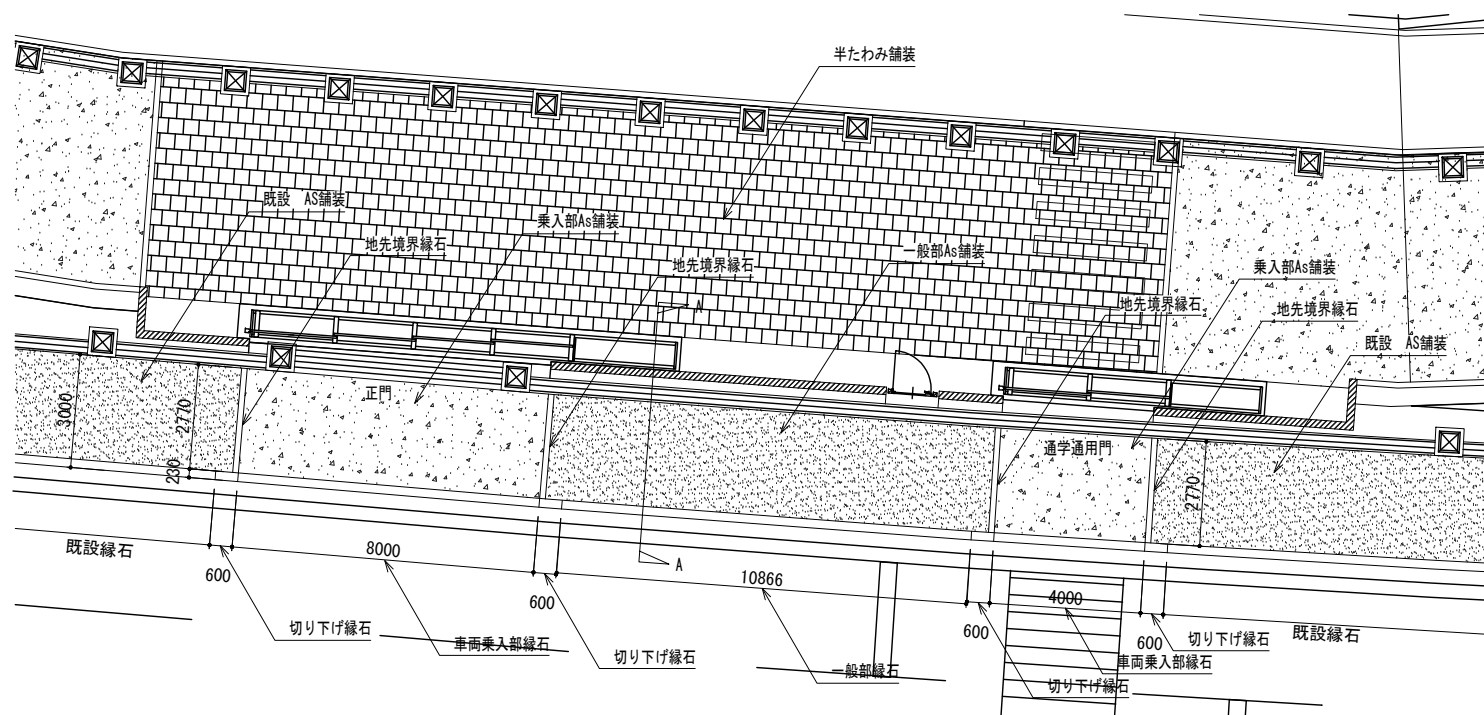 半たわみ舗装
既設 AS舗装
乗入部As舗装
地先境界縁石
一般部As舗装
地先境界縁石
乗入部As舗装
地先境界縁石
地先境界縁石
既設 AS舗装
A
正門
通学通用門
3000
2770
230
2770
既設縁石
8000
A
10866
600
600
4000
600
600
既設縁石
切り下げ縁石
車両乗入部縁石
切り下げ縁石
一般部縁石
切り下げ縁石
車両乗入部縁石
切り下げ縁石